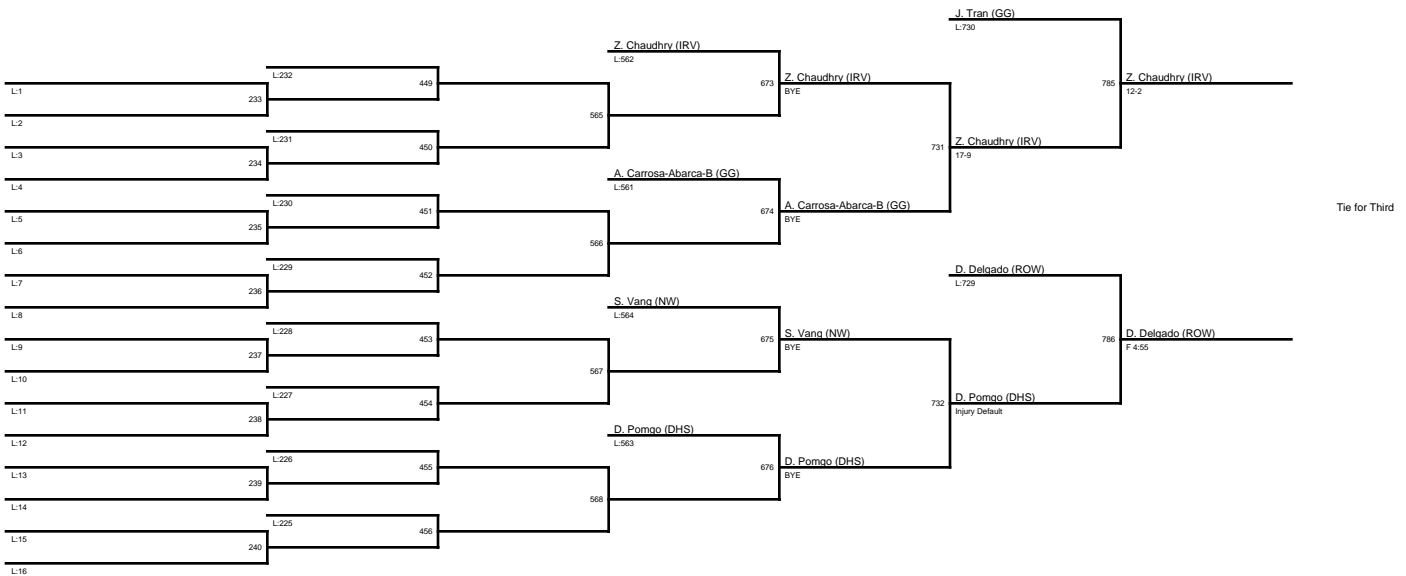 J. Tran (GG)
L:730
Z. Chaudhry (IRV)
L:562
L:232
673
Z. Chaudhry (IRV)
BYE
449
785
Z. Chaudhry (IRV)
12-2
L:1
233
565
L:2
L:231
450
731
Z. Chaudhry (IRV)
17-9
L:3
234
L:4
A. Carrosa-Abarca-B (GG)
L:561
L:230
451
674
A. Carrosa-Abarca-B (GG)
BYE
Tie for Third
L:5
235
566
L:6
L:229
452
D. Delgado (ROW)
L:729
L:7
236
L:8
S. Vang (NW)
L:564
L:228
453
675
S. Vang (NW)
BYE
786
D. Delgado (ROW)
F 4:55
L:9
237
567
L:10
L:227
454
732
D. Pomgo (DHS)
Injury Default
L:11
238
L:12
D. Pomgo (DHS)
L:563
L:226
455
676
D. Pomgo (DHS)
BYE
L:13
239
568
L:14
L:225
456
L:15
240
L:16